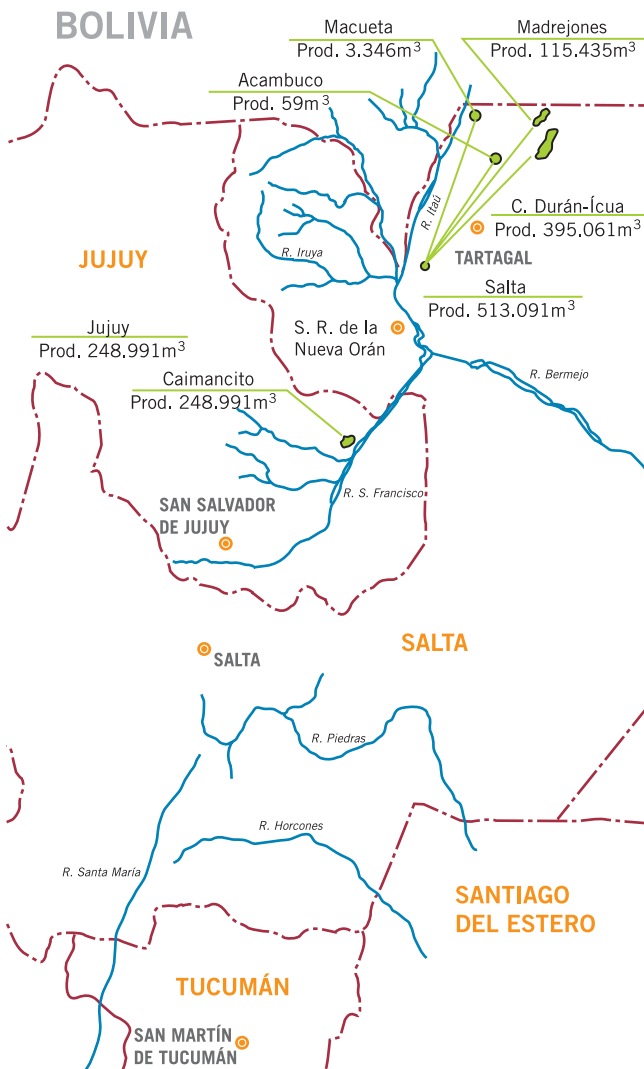 BOLIVIA
Macueta
Prod. 3.346m³
Madrejones
Prod. 115.435m³
Acambuco
Prod. 59m³
R. Itaú
C. Durán-Ícua
Prod. 395.061m³
TARTAGAL
JUJUY
R. Iruya
Salta
Prod. 513.091m³
Jujuy
Prod. 248.991m³
S. R. de la
Nueva Orán
Caimancito
Prod. 248.991m³
R. Bermejo
R. S. Francisco
SAN SALVADOR
DE JUJUY
SALTA
SALTA
R. Piedras
R. Horcones
R. Santa María
SANTIAGO
DEL ESTERO
TUCUMÁN
SAN MARTÍN
DE TUCUMÁN